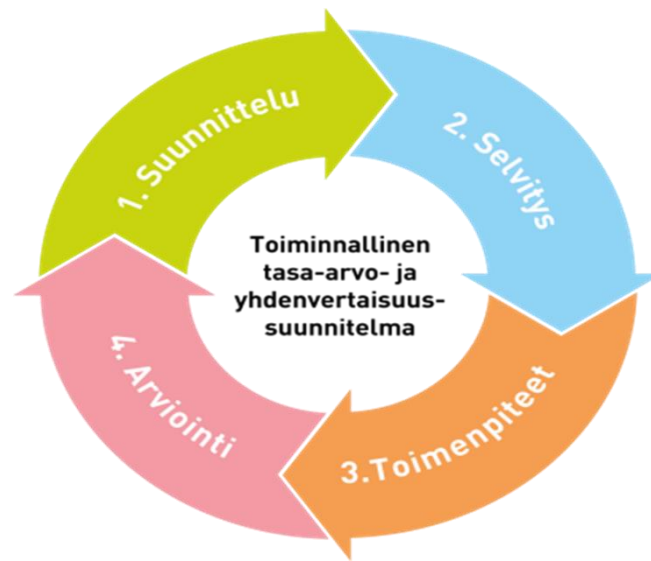 1. Suunnittelu
2. Selvitys
Toiminnallinen
tasa-arvo- ja
yhdenvertaisuus-
suunnitelma
3.Toimenpiteet
4. Arviointi